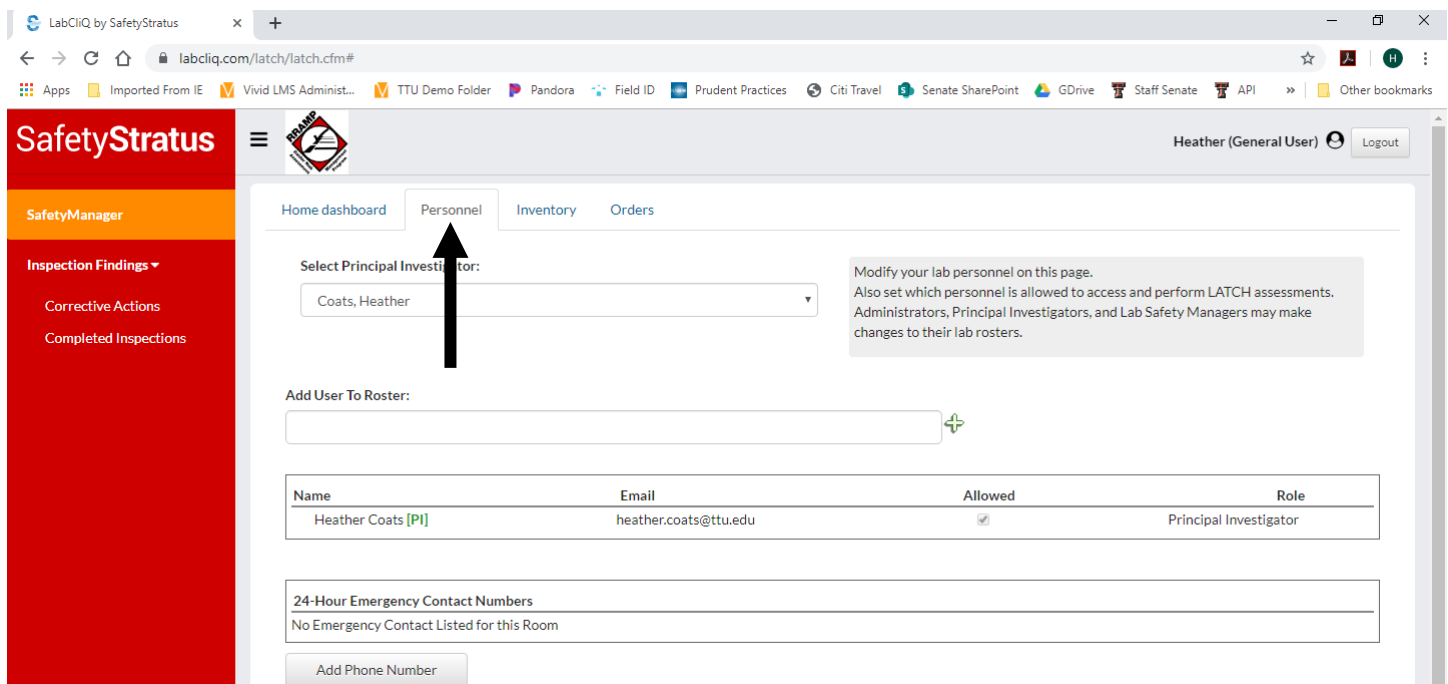 LabCliQ by SafetyStratus
labcliq.com/latch/latch.cfm#
H
Apps Imported From IE Vivid LMS Administ... TTU Demo Folder Pandora Field ID Prudent Practices Citi Travel Senate SharePoint GDrive Staff Senate API » Other bookmarks
SafetyStratus
RRAMP
Heather (General User) Logout
SafetyManager
Inspection Findings
Corrective Actions
Completed Inspections
Home dashboard Personnel Inventory Orders
Select Principal Investigator:
Coats, Heather
Modify your lab personnel on this page.
Also set which personnel is allowed to access and perform LATCH assessments.
Administrators, Principal Investigators, and Lab Safety Managers may make
changes to their lab rosters.
Add User To Roster:
Name Email Allowed Role
Heather Coats [PI] heather.coats@ttu.edu Principal Investigator
24-Hour Emergency Contact Numbers
No Emergency Contact Listed for this Room
Add Phone Number